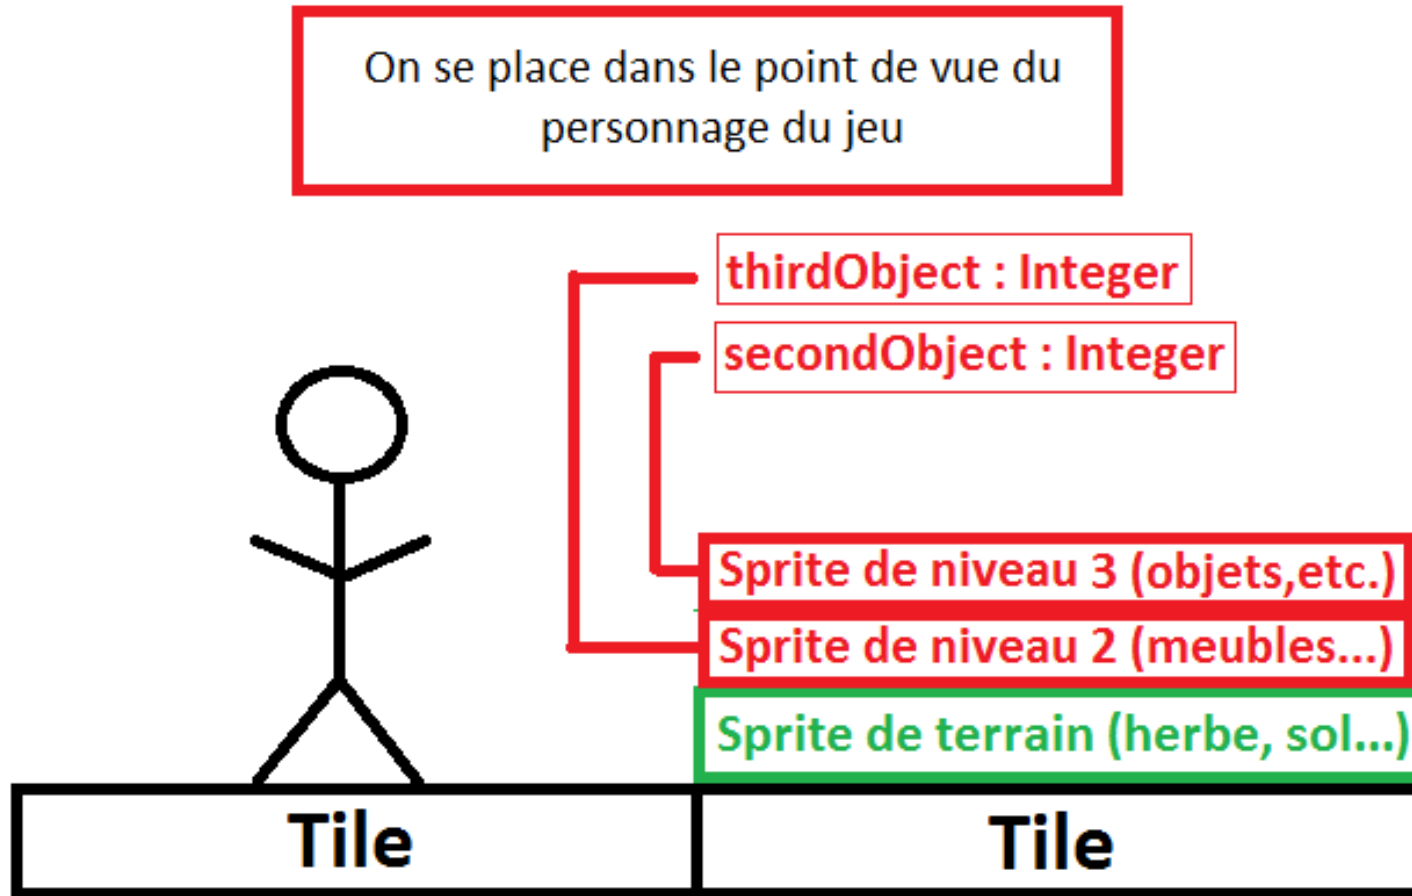 On se place dans le point de vue du
personnage du jeu
thirdObject : Integer
secondObject : Integer
Sprite de niveau 3 (objets,etc.)
Sprite de niveau 2 (meubles...)
Sprite de terrain (herbe, sol...)
Tile
Tile